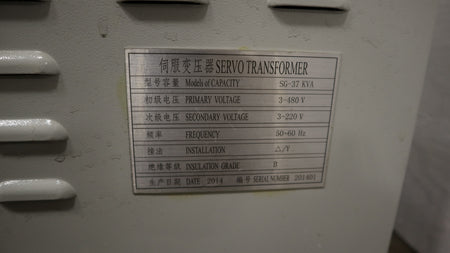 伺服变压器 SERVO TRANSFORMER
型号容量 Models of CAPACITY SG-37 KVA
初级电压 PRIMARY VOLTAGE 3-480 V
次级电压 SECONDARY VOLTAGE 3-220 V
频率 FREQUENCY 50-60 Hz
接法 INSTALLATION △/Y
绝缘等级 INSULATION GRADE B
生产日期 DATE 2014 编号 SERIAL NUMBER 201401